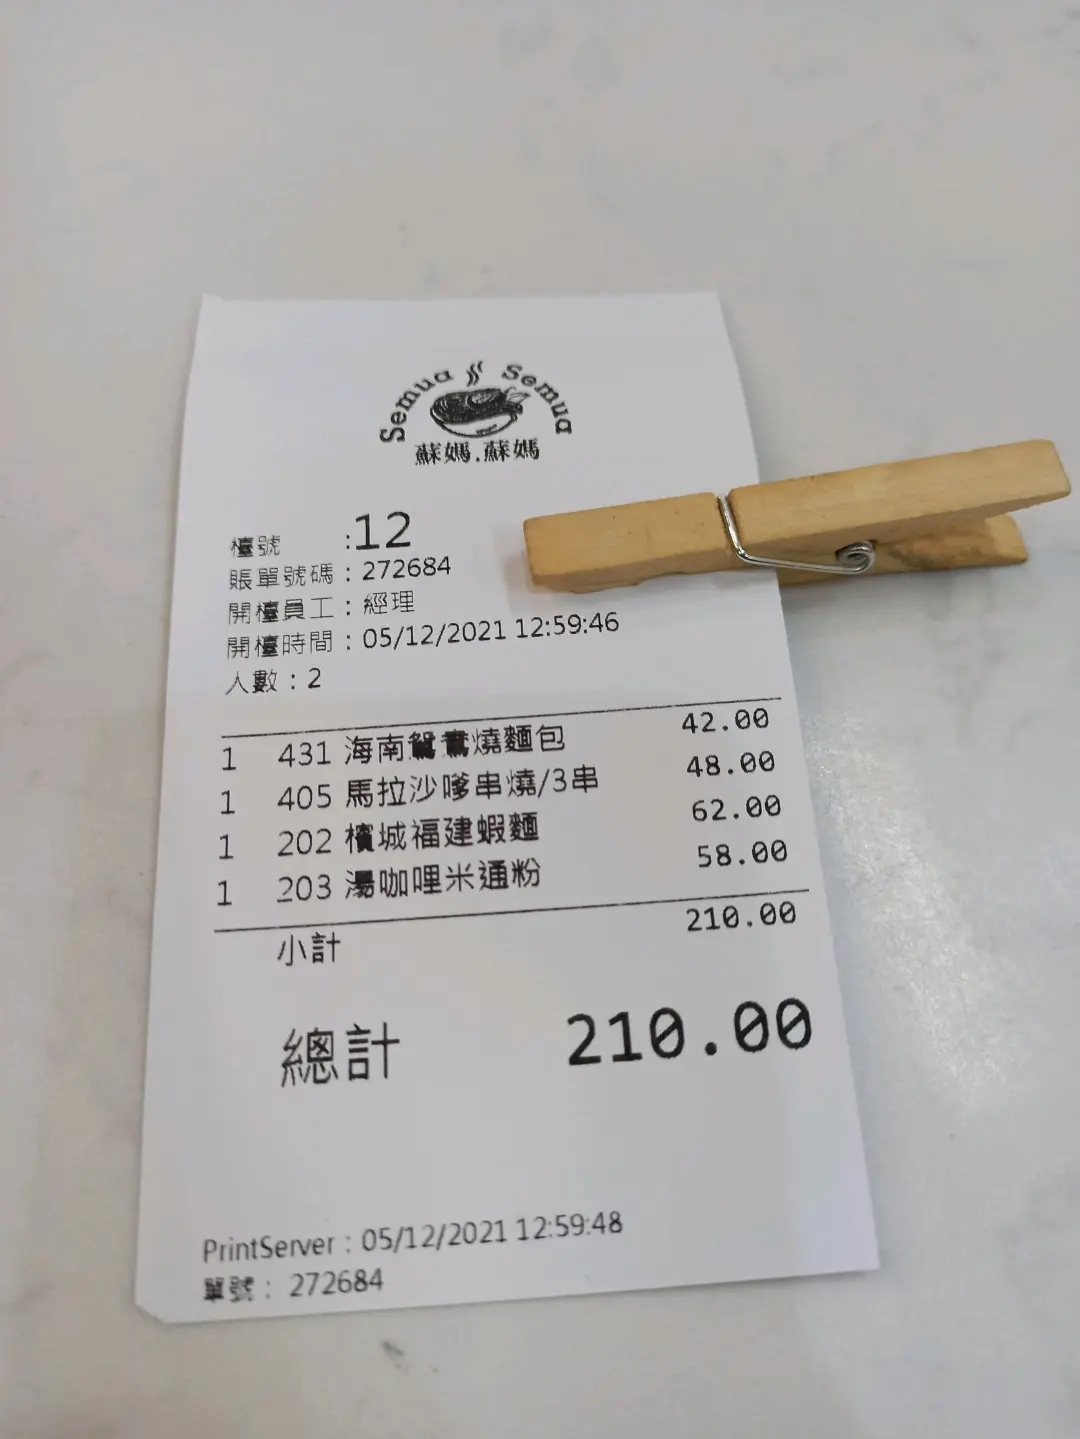 Semua Semua
蘇媽.蘇媽
檯號 :12
賬單號碼：272684
開檯員工：經理
開檯時間：05/12/2021 12:59:46
人數：2
1 431 海南鴛鴦燒麵包 42.00
1 405 馬拉沙嗲串燒/3串 48.00
1 202 檳城福建蝦麵 62.00
1 203 湯咖哩米通粉 58.00
小計 210.00
總計 210.00
PrintServer : 05/12/2021 12:59:48
單號： 272684